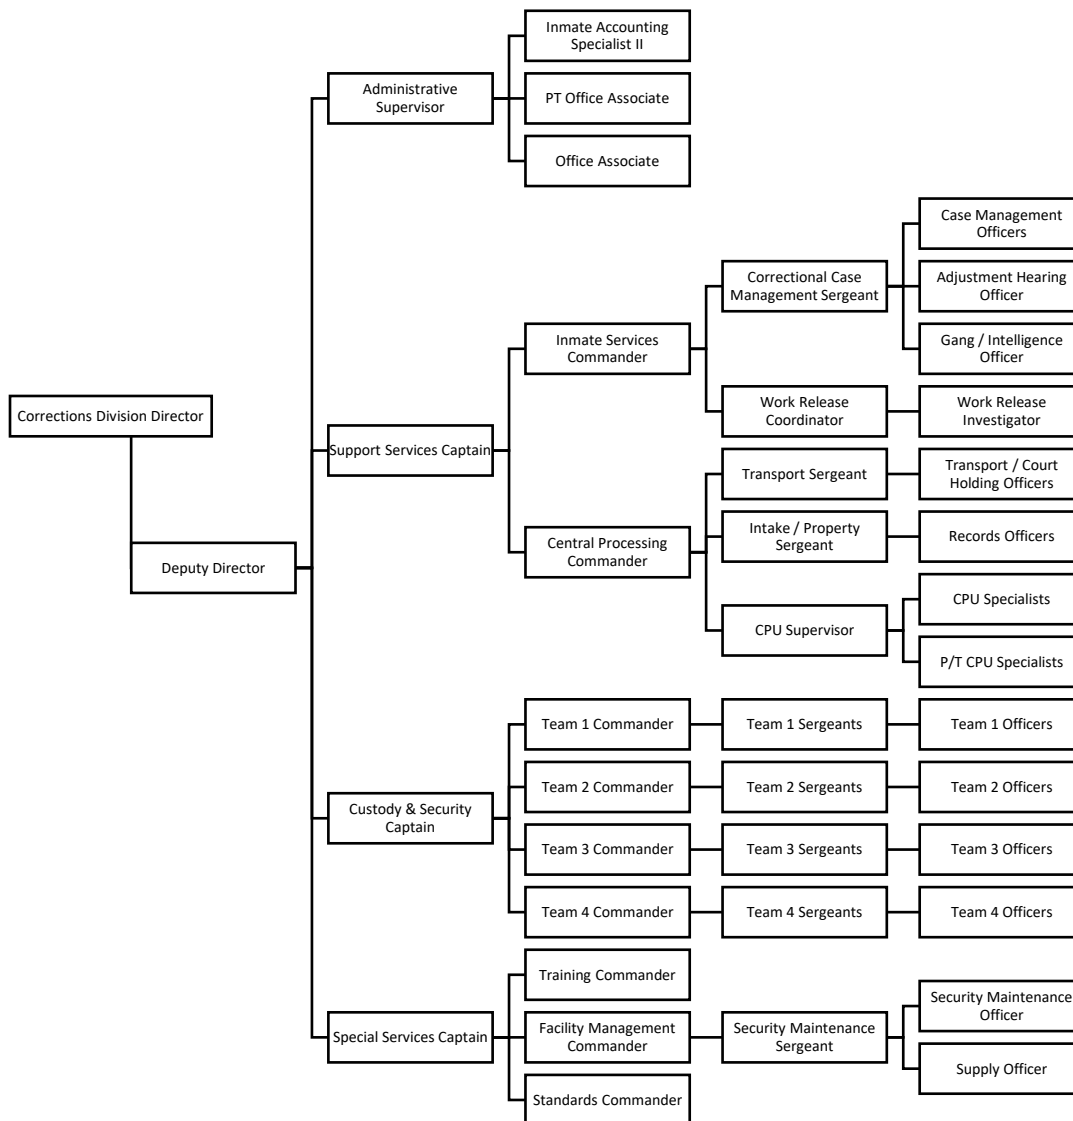 Inmate Accounting
Specialist II
Administrative
Supervisor
PT Office Associate
Office Associate
Case Management
Officers
Correctional Case
Management Sergeant
Adjustment Hearing
Officer
Inmate Services
Commander
Gang / Intelligence
Officer
Corrections Division Director
Work Release
Coordinator
Work Release
Investigator
Support Services Captain
Transport Sergeant
Transport / Court
Holding Officers
Intake / Property
Sergeant
Records Officers
Central Processing
Commander
Deputy Director
CPU Specialists
CPU Supervisor
P/T CPU Specialists
Team 1 Commander
Team 1 Sergeants
Team 1 Officers
Team 2 Commander
Team 2 Sergeants
Team 2 Officers
Custody & Security
Captain
Team 3 Commander
Team 3 Sergeants
Team 3 Officers
Team 4 Commander
Team 4 Sergeants
Team 4 Officers
Training Commander
Special Services Captain
Facility Management
Commander
Security Maintenance
Sergeant
Security Maintenance
Officer
Supply Officer
Standards Commander